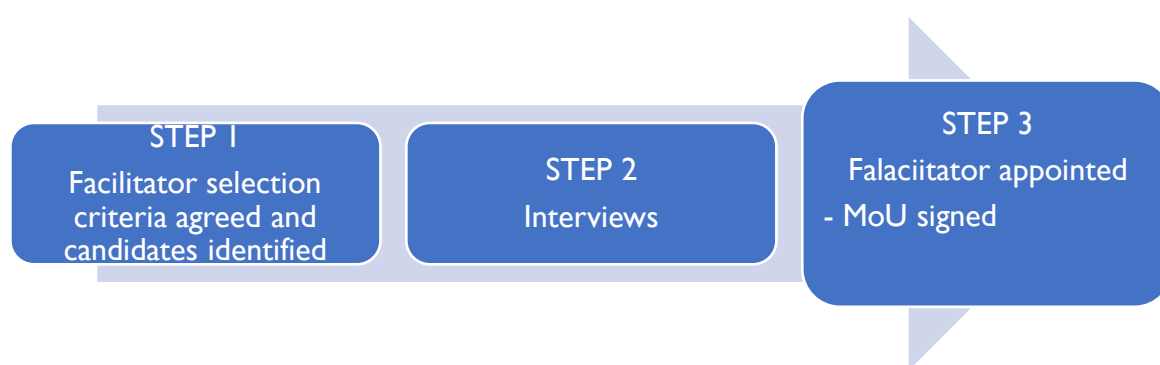 STEP 1
Facilitator selection
criteria agreed and
candidates identified
STEP 2
Interviews
STEP 3
Falaciitator appointed
- MoU signed